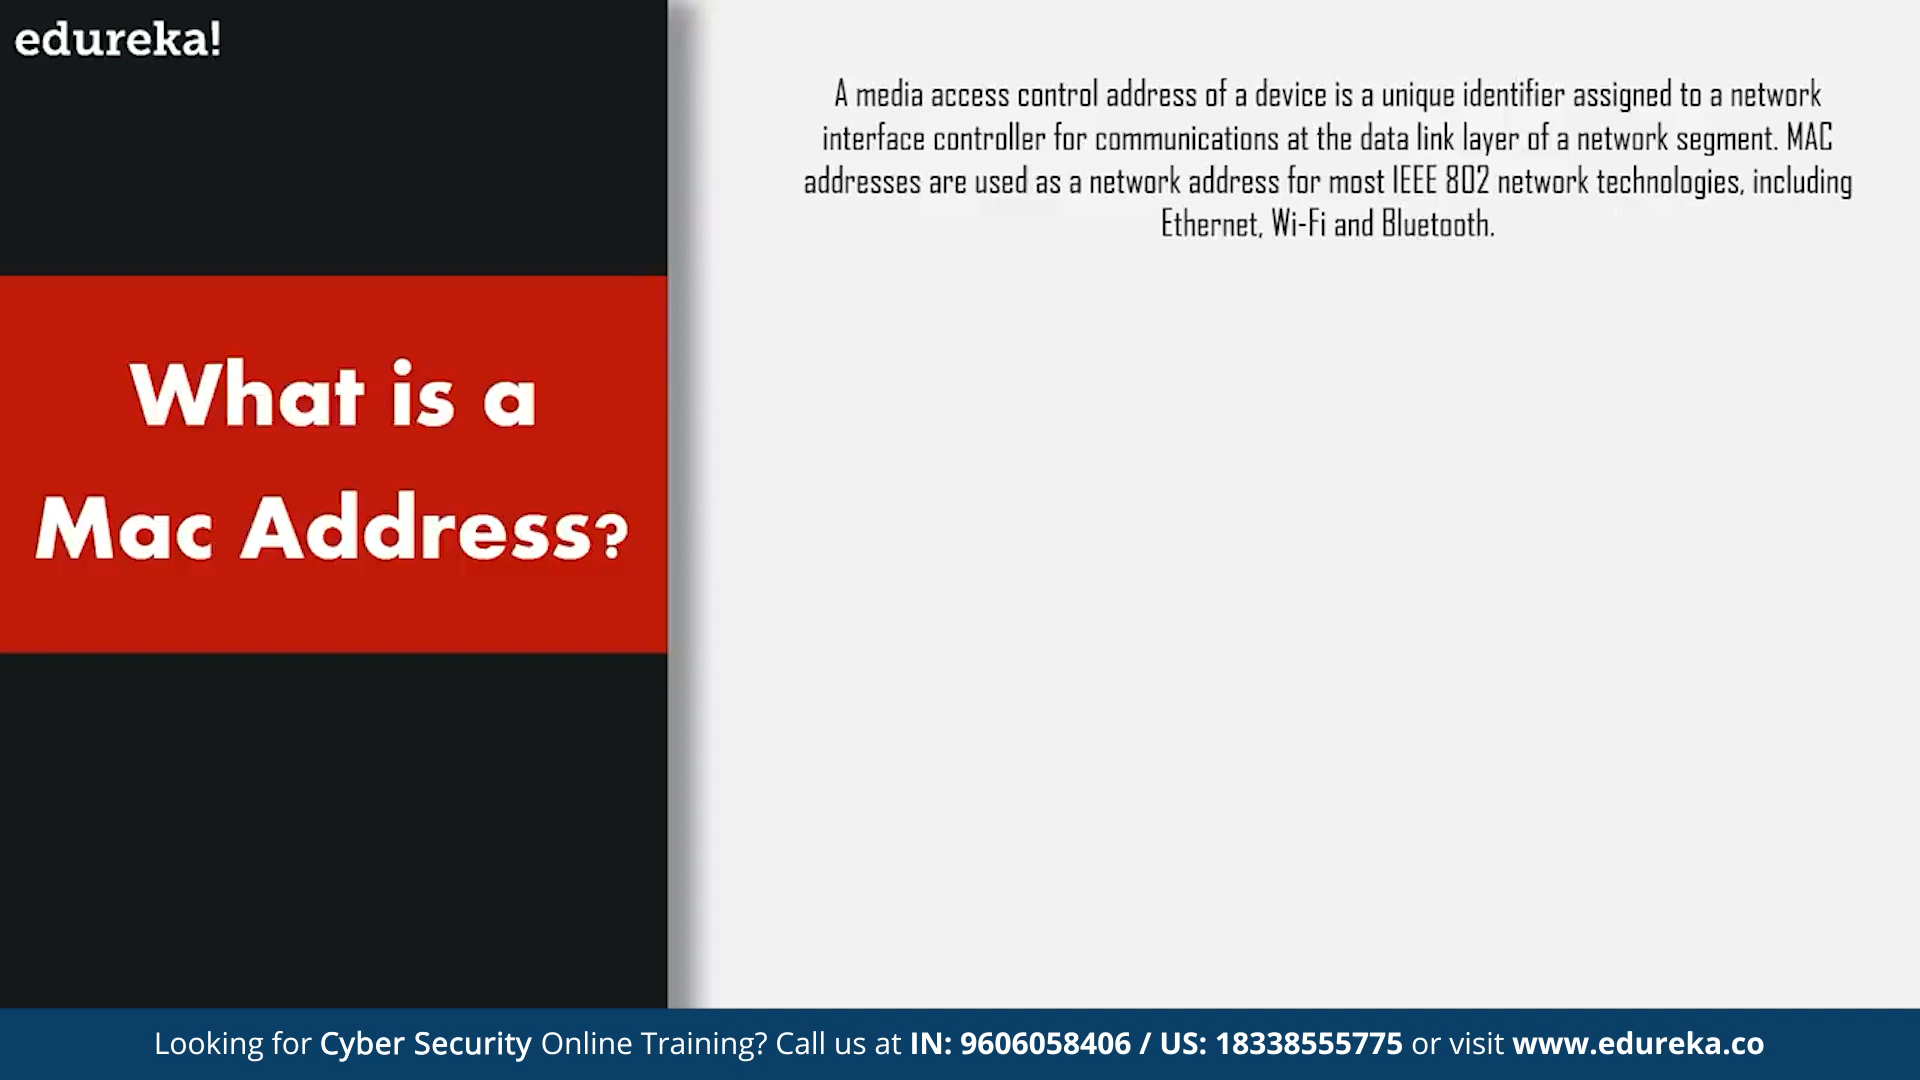 edureka!
What is a
Mac Address?
A media access control address of a device is a unique identifier assigned to a network
interface controller for communications at the data link layer of a network segment. MAC
addresses are used as a network address for most IEEE 802 network technologies, including
Ethernet, Wi-Fi and Bluetooth.
Looking for Cyber Security Online Training? Call us at IN: 9606058406 / US: 18338555775 or visit www.edureka.co